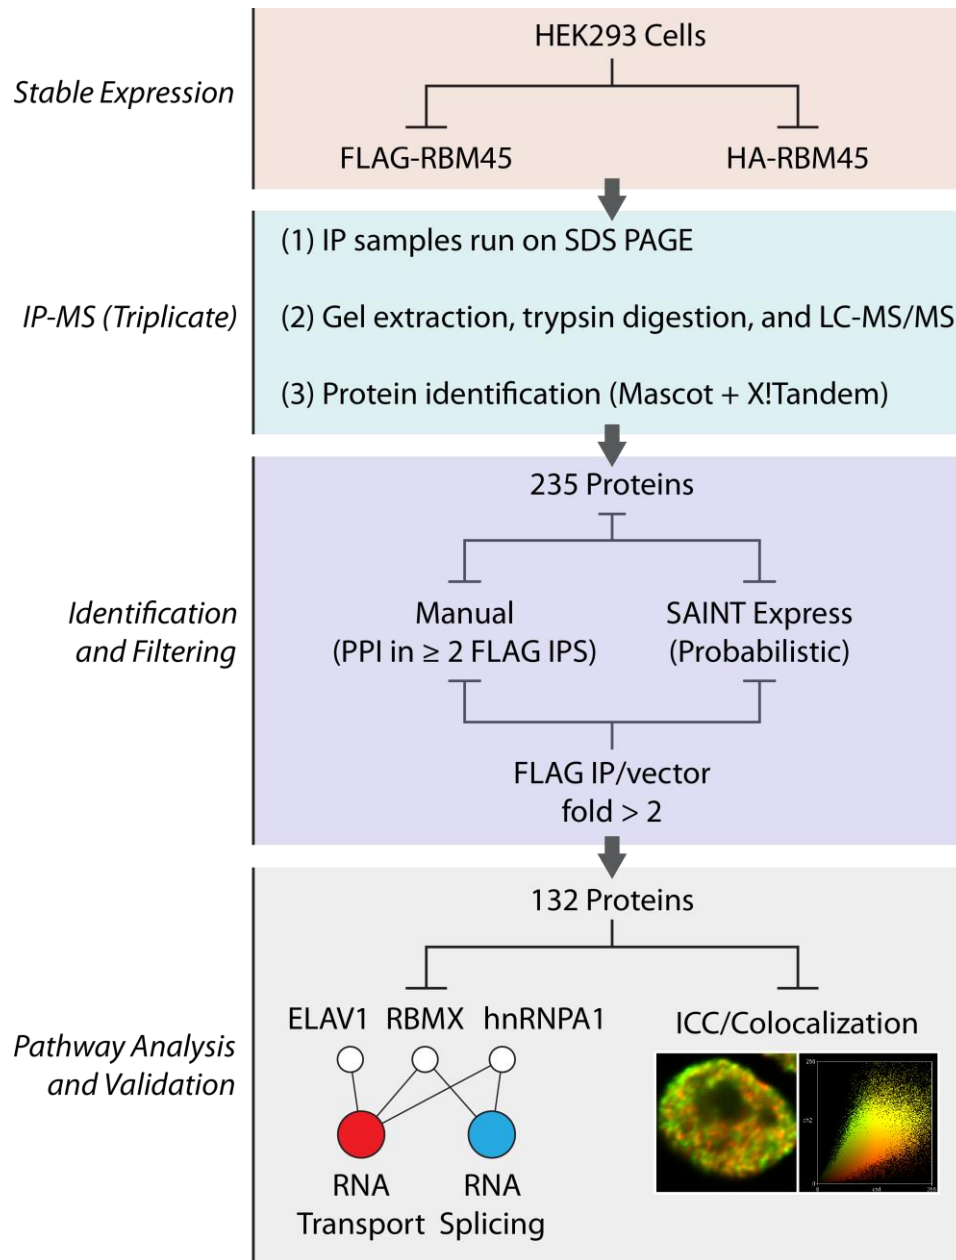 HEK293 Cells
Stable Expression
FLAG-RBM45
HA-RBM45
(1) IP samples run on SDS PAGE
IP-MS (Triplicate)
(2) Gel extraction, trypsin digestion, and LC-MS/MS
(3) Protein identification (Mascot + X!Tandem)
235 Proteins
Identification
and Filtering
Manual
(PPI in ≥ 2 FLAG IPS)
SAINT Express
(Probabilistic)
FLAG IP/vector
fold > 2
132 Proteins
Pathway Analysis
and Validation
ELAV1 RBMX hnRNPA1
RNA
Transport
RNA
Splicing
ICC/Colocalization
ch2
0